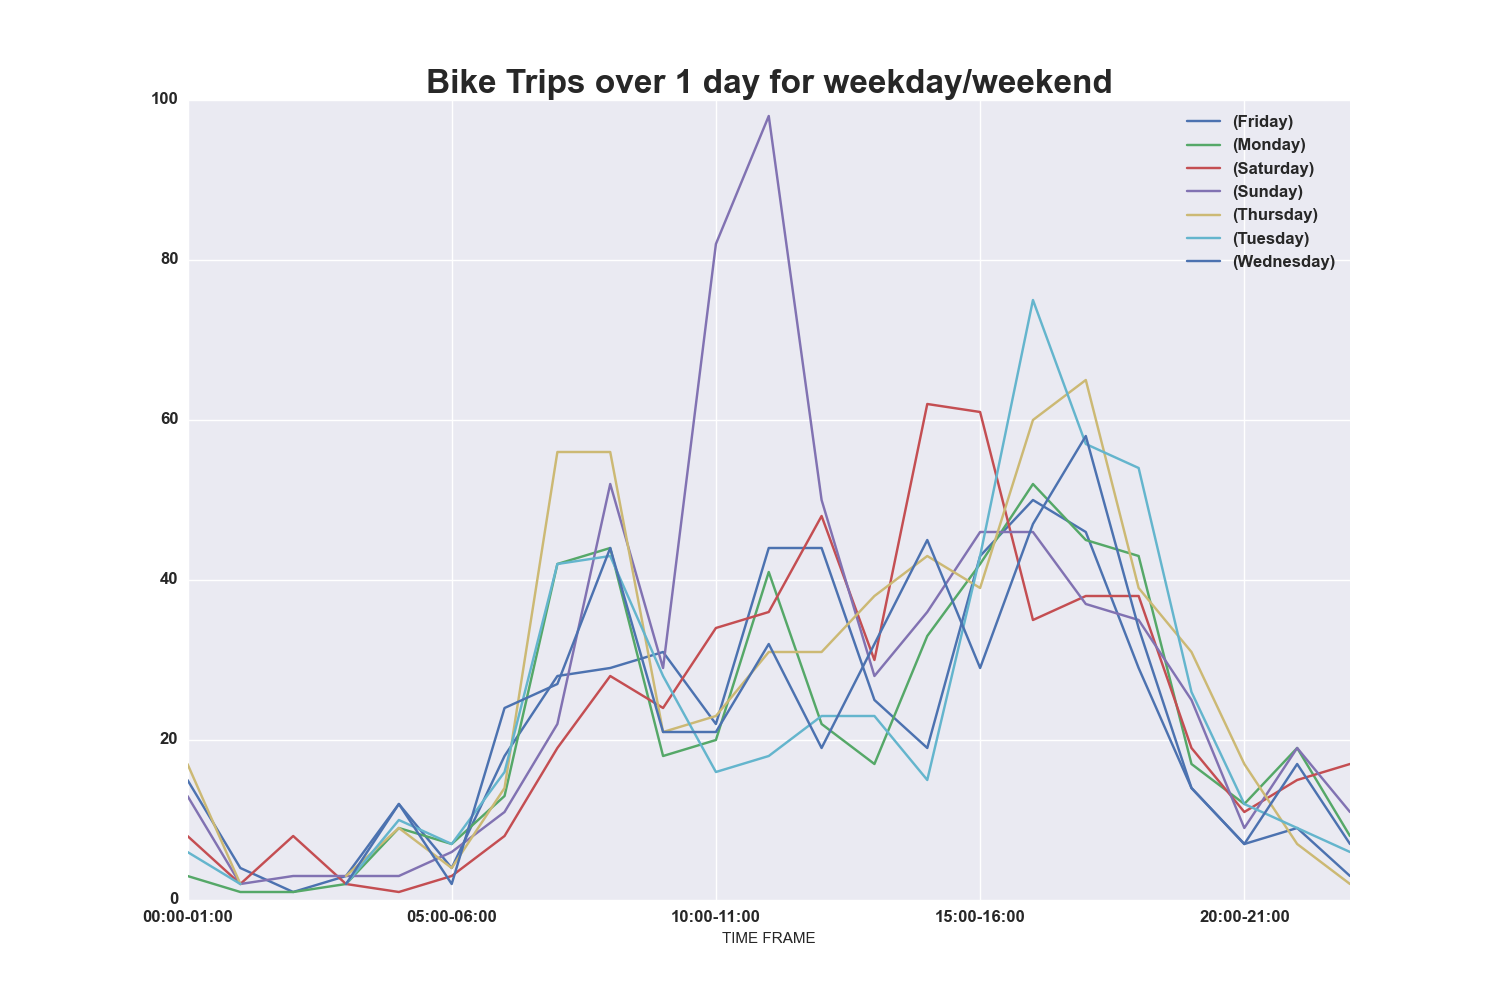 Bike Trips over 1 day for weekday/weekend
100
80
60
40
20
0
(Friday)
(Monday)
(Saturday)
(Sunday)
(Thursday)
(Tuesday)
(Wednesday)
00:00-01:00 05:00-06:00 10:00-11:00 15:00-16:00 20:00-21:00
TIME FRAME